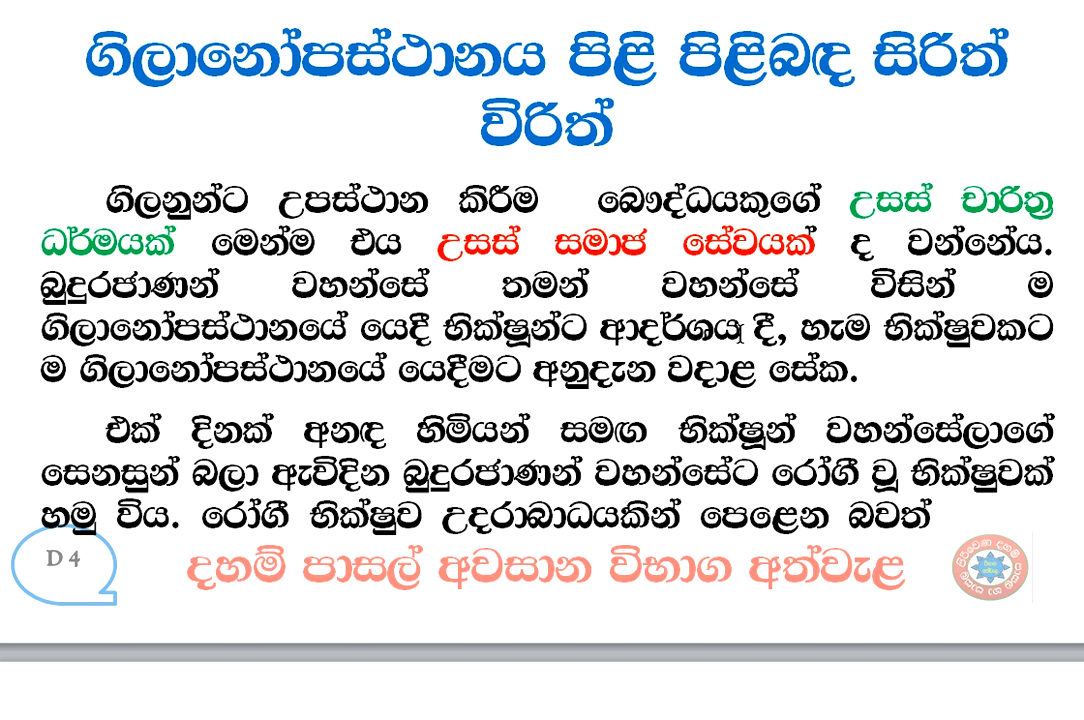 ගිලානෝපස්ථානය පිළි පිළිබඳ සිරිත්
විරිත්
ගිලනුන්ට උපස්ථාන කිරීම බෞද්ධයකුගේ උසස් චාරිත්‍ර
ධර්මයක් මෙන්ම එය උසස් සමාජ සේවයක් ද වන්නේය.
බුදුරජාණන් වහන්සේ තමන් වහන්සේ විසින් ම
ගිලානෝපස්ථානයේ යෙදී භික්ෂූන්ට ආදර්ශය දී, හැම භික්ෂුවකට
ම ගිලානෝපස්ථානයේ යෙදීමට අනුදැන වදාළ සේක.
එක් දිනක් අනඳ හිමියන් සමඟ භික්ෂූන් වහන්සේලාගේ
සෙනසුන් බලා ඇවිදින බුදුරජාණන් වහන්සේට රෝගී වූ භික්ෂුවක්
හමු විය. රෝගී භික්ෂුව උදරාබාධයකින් පෙළෙන බවත්
D 4
දහම් පාසල් අවසාන විභාග අත්වැළ